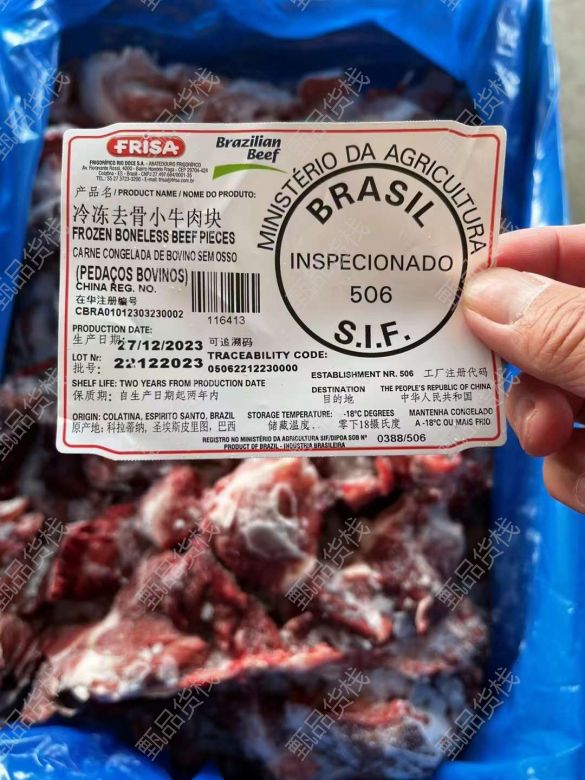 FRISA
Brazilian
Beef
FRIGORÍFICO RIO DOCE S.A. - ABATEDOURO FRIGORÍFICO
产品名 / PRODUCT NAME / NOME DO PRODUTO:
冷冻去骨小牛肉块
FROZEN BONELESS BEEF PIECES
CARNE CONGELADA DE BOVINO SEM OSSO
(PEDAÇOS BOVINOS)
CHINA REG. NO.
在华注册编号
CBRA01012303230002
116413
MINISTÉRIO DA AGRICULTURA
BRASIL
INSPECIONADO
506
S.I.F.
PRODUCTION DATE:
生产日期: 27/12/2023 可追溯码
LOT Nr: 22122023 TRACEABILITY CODE:
批号: 05062212230000
ESTABLISHMENT NR. 506 工厂注册代码
SHELF LIFE: TWO YEARS FROM PRODUCTION DATE
保质期: 自生产日期起两年内
DESTINATION THE PEOPLE'S REPUBLIC OF CHINA
目的地 中华人民共和国
ORIGIN: COLATINA, ESPIRITO SANTO, BRAZIL
原产地: 科拉蒂纳, 圣埃斯皮里图, 巴西
STORAGE TEMPERATURE: -18°C DEGREES
储藏温度. 零下18摄氏度
MANTENHA CONGELADO
A -18°C OU MAIS FRIO
REGISTRO NO MINISTÉRIO DA AGRICULTURA SIF/DIPOA SOB Nº 0388/506
PRODUCT OF BRAZIL - INDÚSTRIA BRASILEIRA
甄品货栈